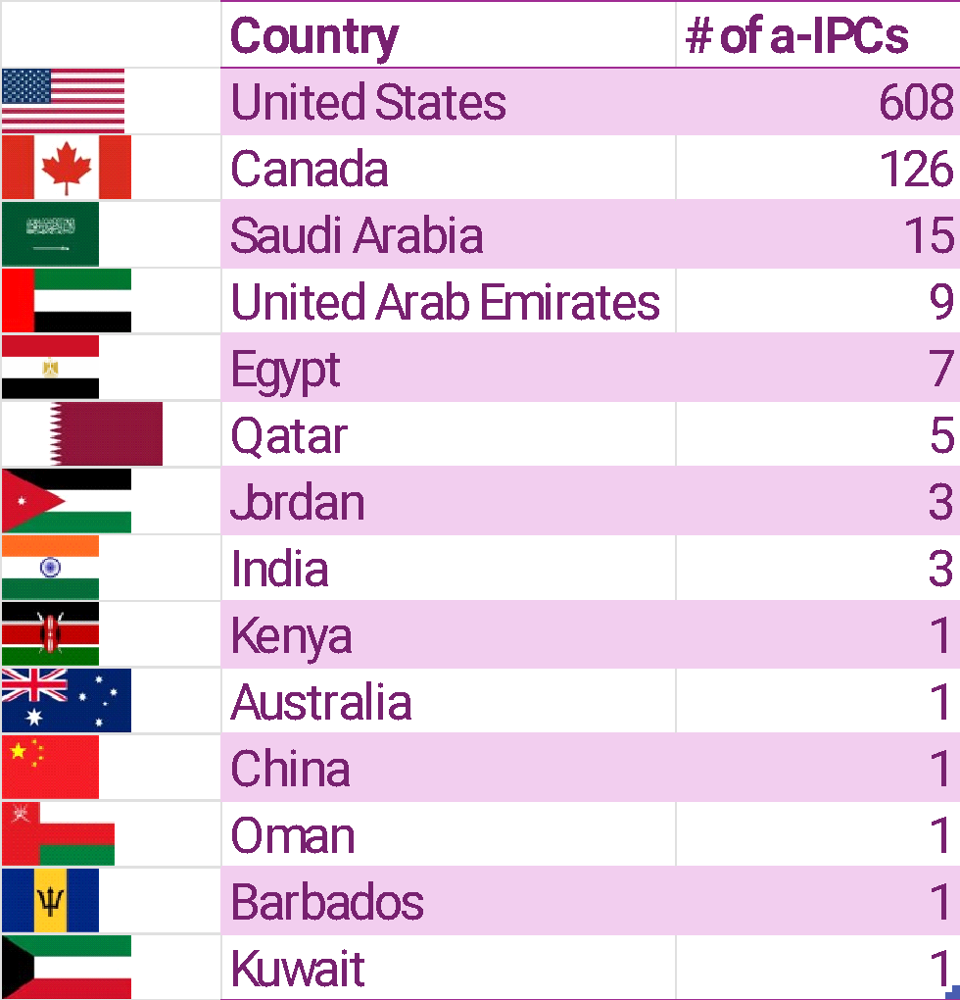 Country # of a-IPCs
United States 608
Canada 126
Saudi Arabia 15
United Arab Emirates 9
Egypt 7
Qatar 5
Jordan 3
India 3
Kenya 1
Australia 1
China 1
Oman 1
Barbados 1
Kuwait 1